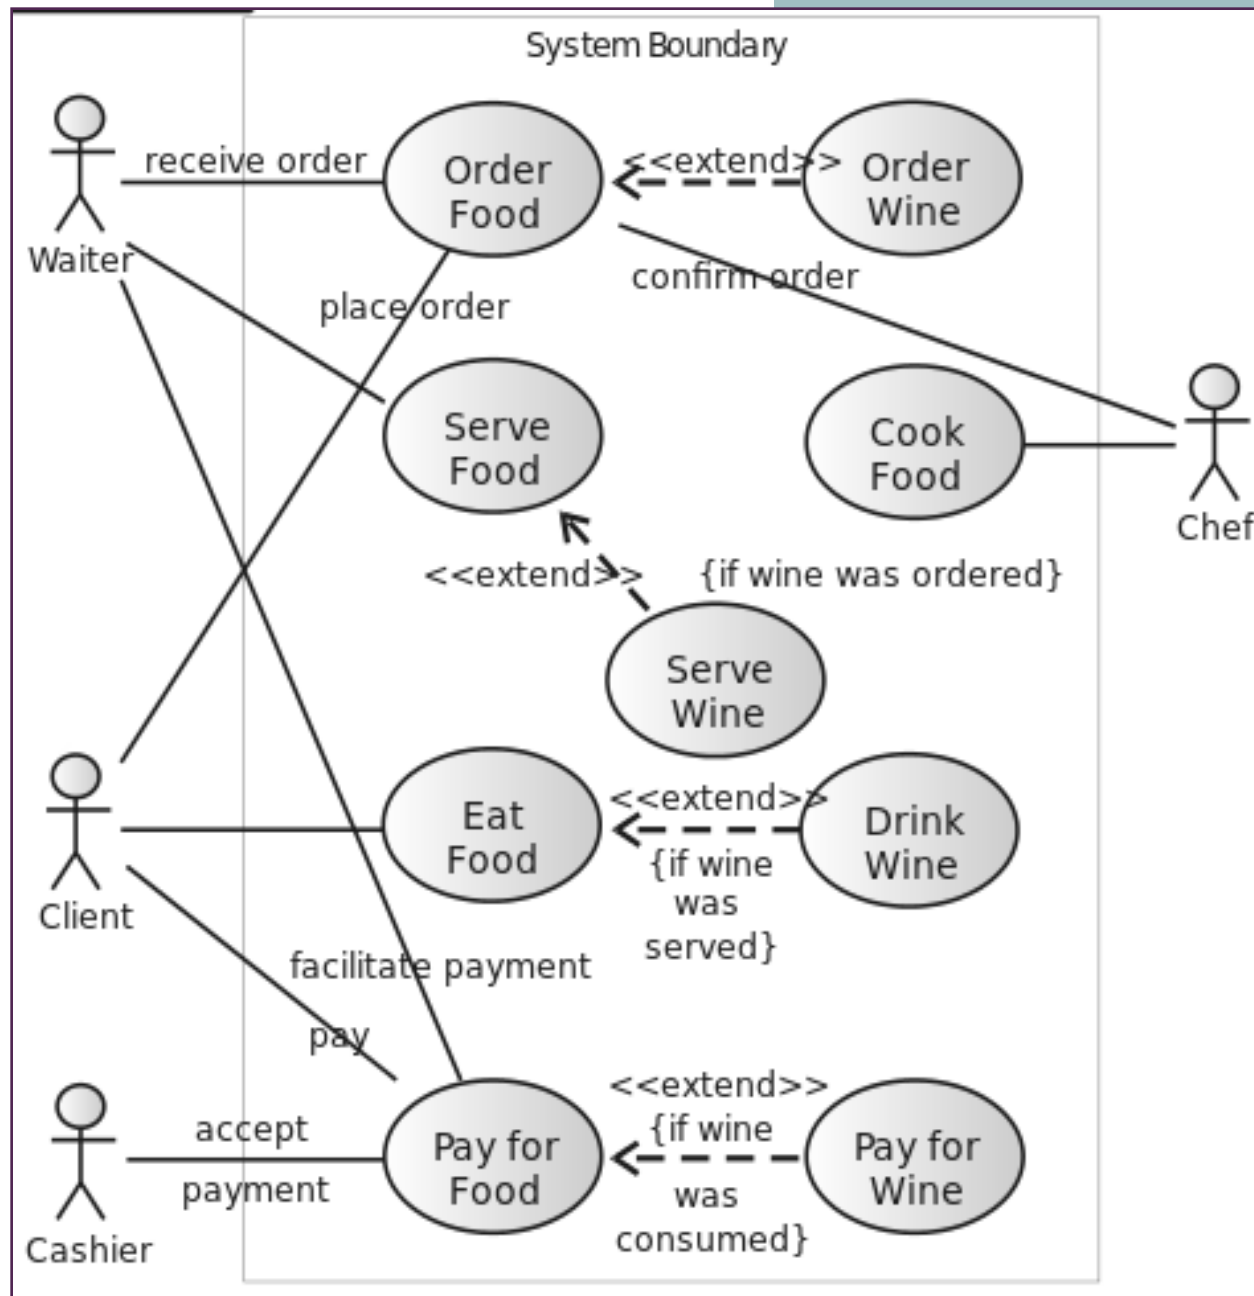 System Boundary
receive order
Order
Food
<<extend>>
Order
Wine
Waiter
confirm order
place order
Serve
Food
Cook
Food
Chef
<<extend>>
{if wine was ordered}
Serve
Wine
Eat
Food
<<extend>>
{if wine
was
served}
Drink
Wine
Client
facilitate payment
pay
accept
payment
Pay for
Food
<<extend>>
{if wine
was
consumed}
Pay for
Wine
Cashier